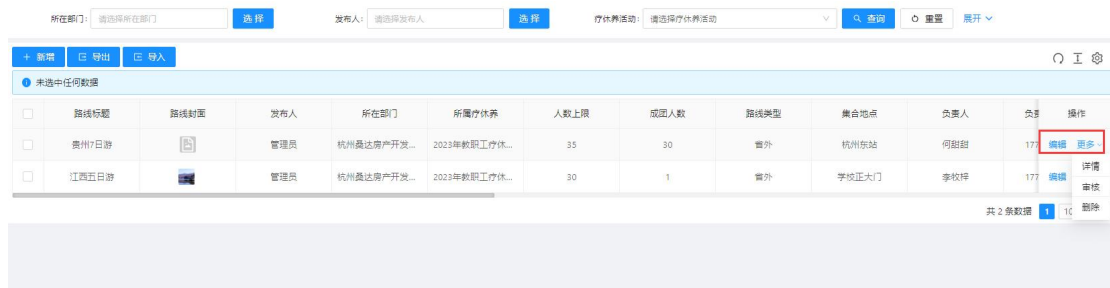 所在部门： 请选择所在部门 选择 发布人： 请选择发布人 选择 疗休养活动： 请选择疗休养活动 查询 重置 展开
+ 新增 导出 导入
未选中任何数据
路线标题 路线封面 发布人 所在部门 所属疗休养 人数上限 成团人数 路线类型 集合地点 负责人 负责 操作
贵州7日游 管理员 杭州桑达房产开发... 2023年教职工疗休... 35 30 省外 杭州东站 何甜甜 177 编辑 更多
江西五日游 管理员 杭州桑达房产开发... 2023年教职工疗休... 30 1 省外 学校正大门 李牧梓 177 编辑
详情
审核
删除
共 2 条数据 1 10